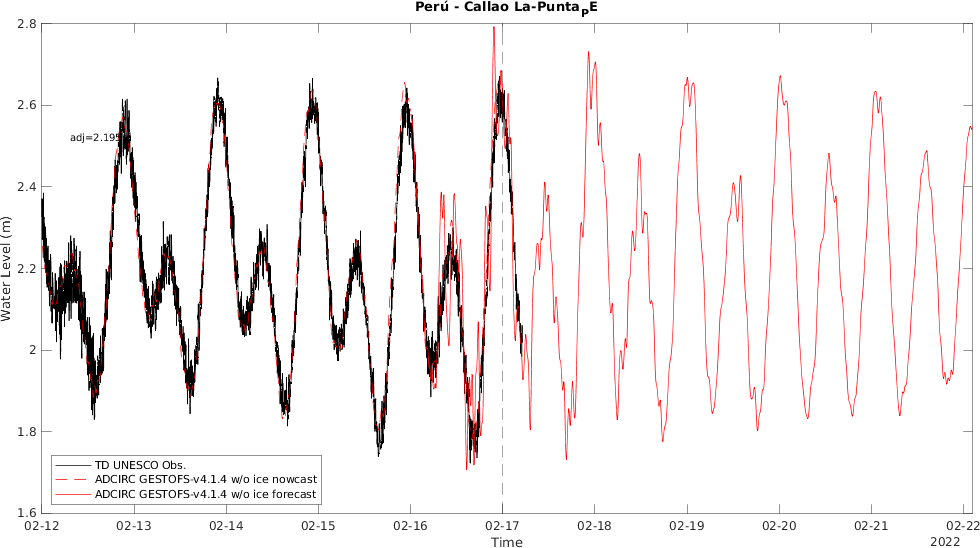 Perú - Callao La-PuntapE
2.8
2.6
adj=2.195
2.4
2.2
Water Level (m)
2
1.8
TD UNESCO Obs.
ADCIRC GESTOFS-v4.1.4 w/o ice nowcast
ADCIRC GESTOFS-v4.1.4 w/o ice forecast
1.6
02-12 02-13 02-14 02-15 02-16 02-17 02-18 02-19 02-20 02-21 02-22
Time
2022